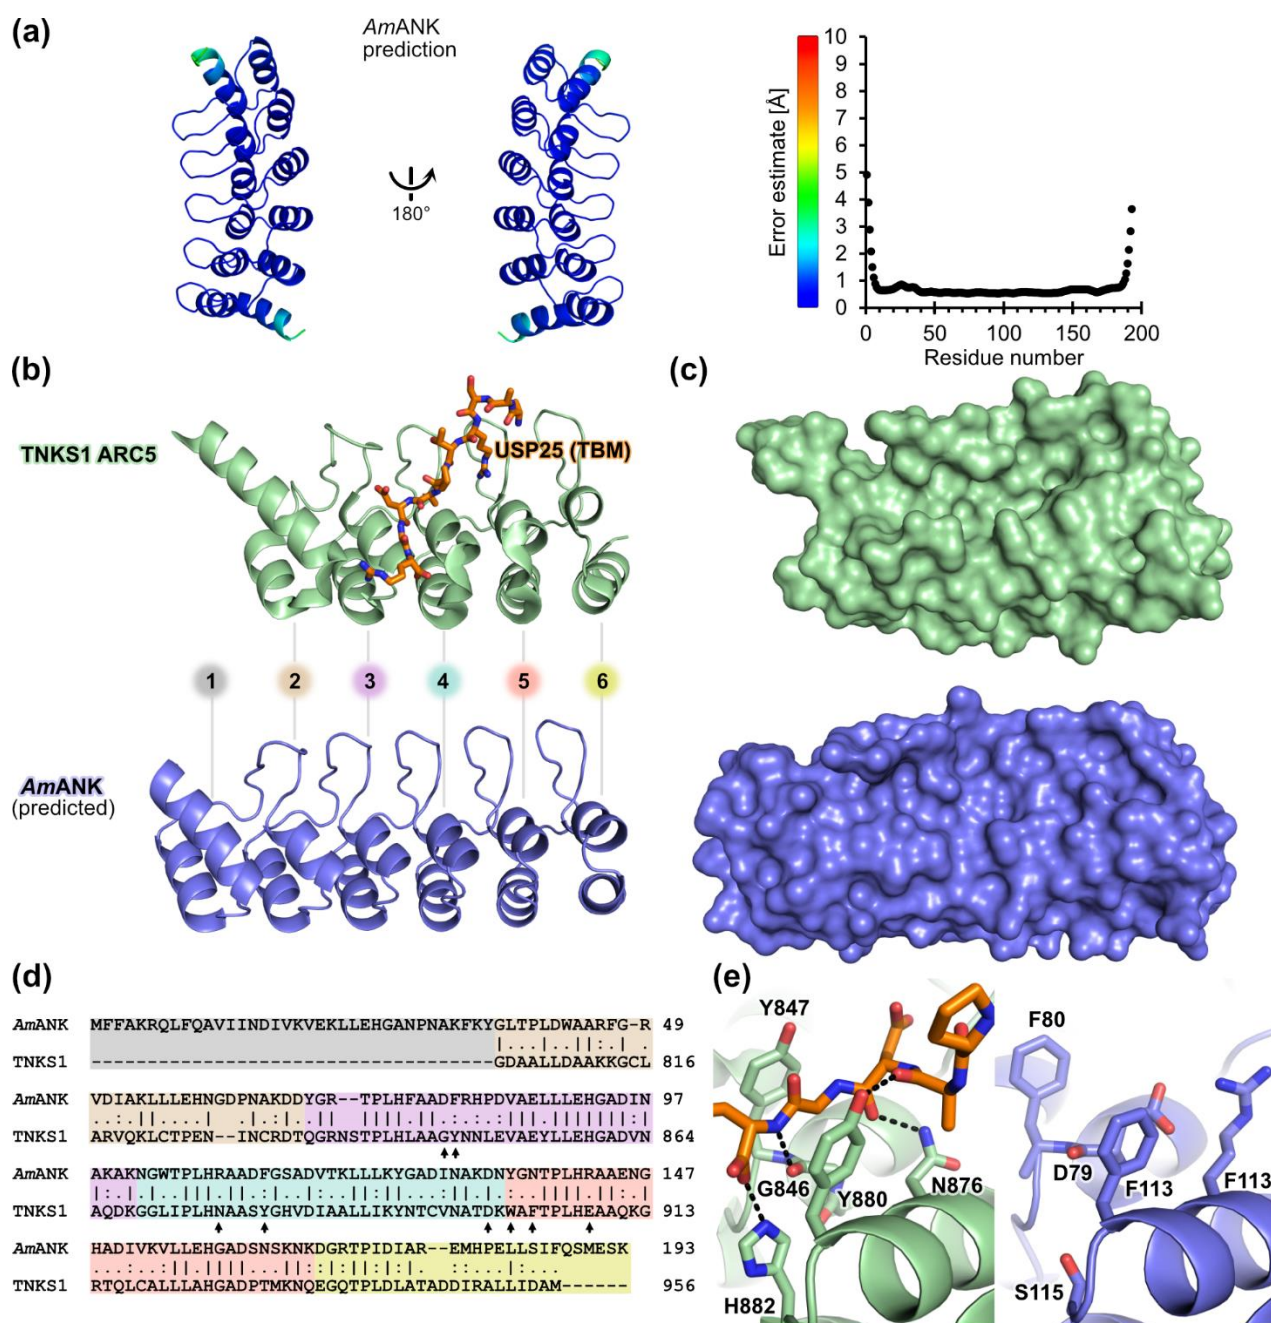 (a)
AmANK
prediction
180°
Error estimate [Å]
10
9
8
7
6
5
4
3
2
1
0
0 50 100 150 200
Residue number
(b)
(c)
TNKS1 ARC5
USP25 (TBM)
1 2 3 4 5 6
AmANK
(predicted)
(d)
AmANK MFFAKRQLFQAVIINDIVKVEKLLEHGANPNAKFKYGLTPLDWAARFG-R 49
TNKS1 -------------------------------------GDAALLDAAKKGCL 816
AmANK VDIAKLLLEHNGDPNAKDDYGR--TPLHFAADFRHPDVAELLLEHGADIN 97
TNKS1 ARVQKLCTPEN--INCRDTQGRNSTPLHLAAGYNNLEVAEYLLEHGADVN 864
AmANK AKAKNGWTPLHRAADFGSADVTKLLLKYGADINAKDNYGNTPLHRAAENG 147
TNKS1 AQDKGGLIPLHNAASYGHVDIAALLIKYNTCVNATDKWAFTPLHEAAQKG 913
AmANK HADIVKVLLEHGADSNSKNKDGRTPIDIAR--EMHPELLSIFQSMESK 193
TNKS1 RTQLCALLLAHGADPTMKNQEGQTPLDLATADDIRALLIDAM------ 956
(e)
Y847
G846
Y880
N876
H882
F80
D79
F113
F113
S115